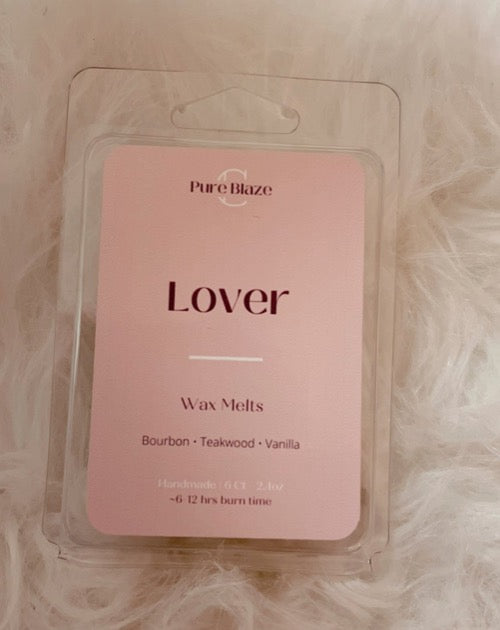 Pure Blaze
Lover
Wax Melts
Bourbon • Teakwood • Vanilla
Handmade | 6 Ct - 2.4oz
~6-12 hrs burn time